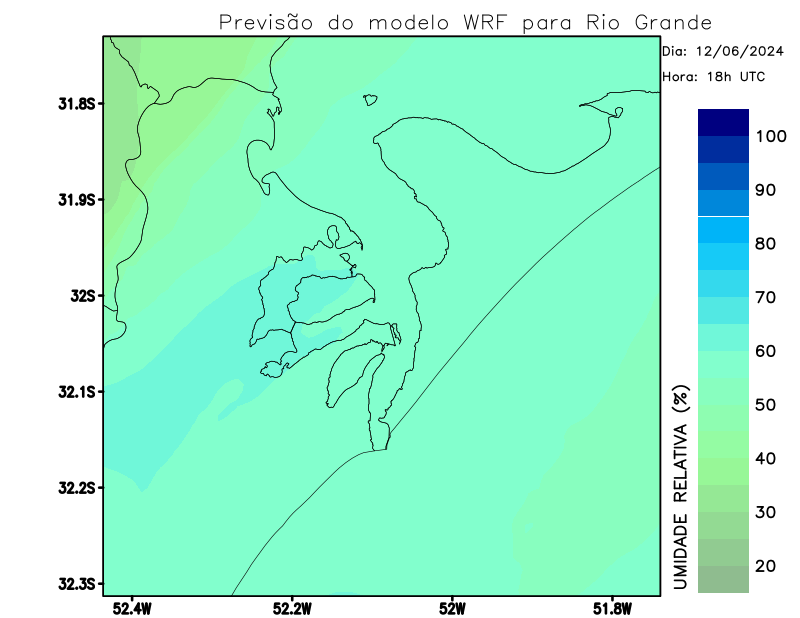 Previsão do modelo WRF para Rio Grande
Dia: 12/06/2024
Hora: 18h UTC
31.8S
31.9S
32S
32.1S
32.2S
32.3S
52.4W
52.2W
52W
51.8W
100
90
80
70
60
50
40
30
20
UMIDADE RELATIVA (%)